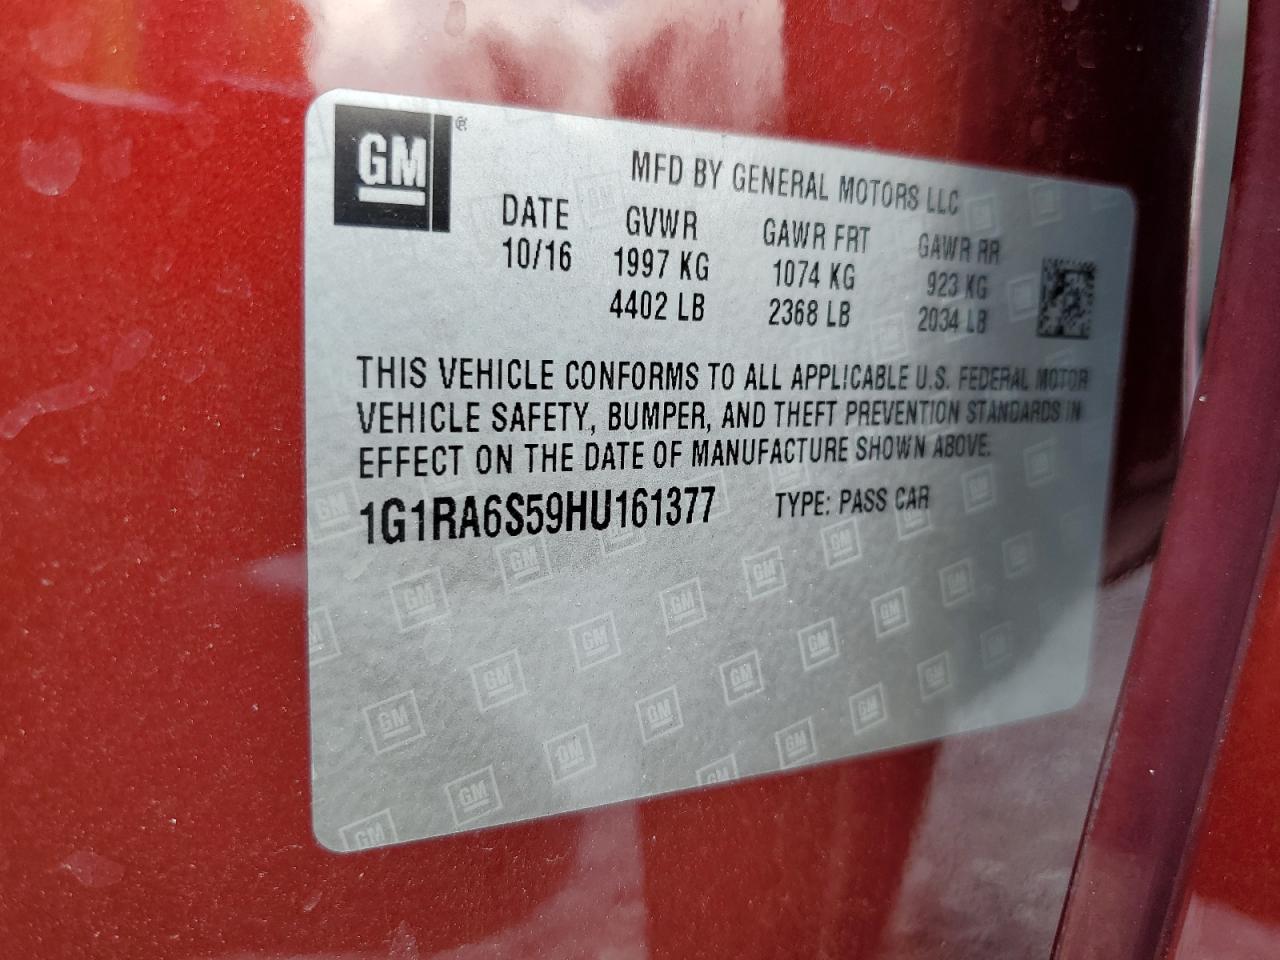 GM®
MFD BY GENERAL MOTORS LLC
DATE GVWR GAWR FRT GAWR RR
10/16 1997 KG 1074 KG 923 KG
4402 LB 2368 LB 2034 LB
THIS VEHICLE CONFORMS TO ALL APPLICABLE U.S. FEDERAL MOTOR
VEHICLE SAFETY, BUMPER, AND THEFT PREVENTION STANDARDS IN
EFFECT ON THE DATE OF MANUFACTURE SHOWN ABOVE.
1G1RA6S59HU161377 TYPE: PASS CAR